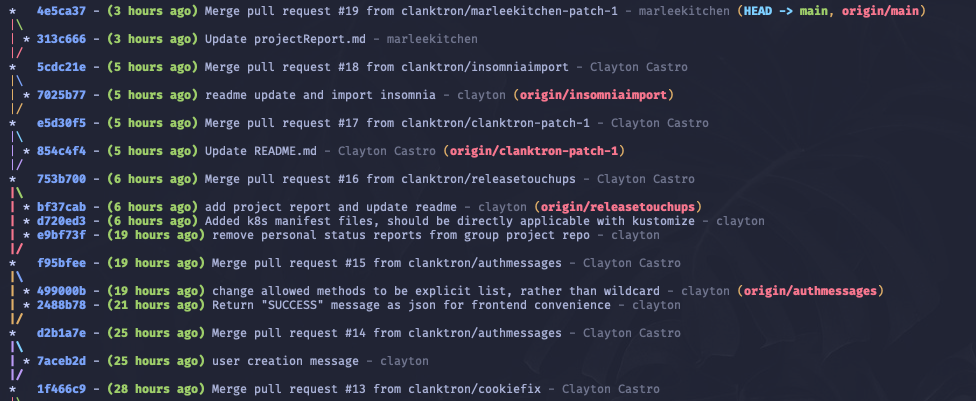 * 4e5ca37 - (3 hours ago) Merge pull request #19 from clanktron/marleekitchen-patch-1 - marleekitchen (HEAD -> main, origin/main)
|\
| * 313c666 - (3 hours ago) Update projectReport.md - marleekitchen
|/
* 5cdc21e - (5 hours ago) Merge pull request #18 from clanktron/insomniaimport - Clayton Castro
|\
| * 7025b77 - (5 hours ago) readme update and import insomnia - clayton (origin/insomniaimport)
|/
* e5d30f5 - (5 hours ago) Merge pull request #17 from clanktron/clanktron-patch-1 - Clayton Castro
|\
| * 854c4f4 - (5 hours ago) Update README.md - Clayton Castro (origin/clanktron-patch-1)
|/
* 753b700 - (6 hours ago) Merge pull request #16 from clanktron/releasetouchups - Clayton Castro
|\
| * bf37cab - (6 hours ago) add project report and update readme - clayton (origin/releasetouchups)
| * d720ed3 - (6 hours ago) Added k8s manifest files, should be directly applicable with kustomize - clayton
| * e9bf73f - (19 hours ago) remove personal status reports from group project repo - clayton
|/
* f95bfee - (19 hours ago) Merge pull request #15 from clanktron/authmessages - Clayton Castro
|\
| * 499000b - (19 hours ago) change allowed methods to be explicit list, rather than wildcard - clayton (origin/authmessages)
| * 2488b78 - (21 hours ago) Return "SUCCESS" message as json for frontend convenience - clayton
|/
* d2b1a7e - (25 hours ago) Merge pull request #14 from clanktron/authmessages - Clayton Castro
|\
| * 7aceb2d - (25 hours ago) user creation message - clayton
|/
* 1f466c9 - (28 hours ago) Merge pull request #13 from clanktron/cookiefix - Clayton Castro
|\